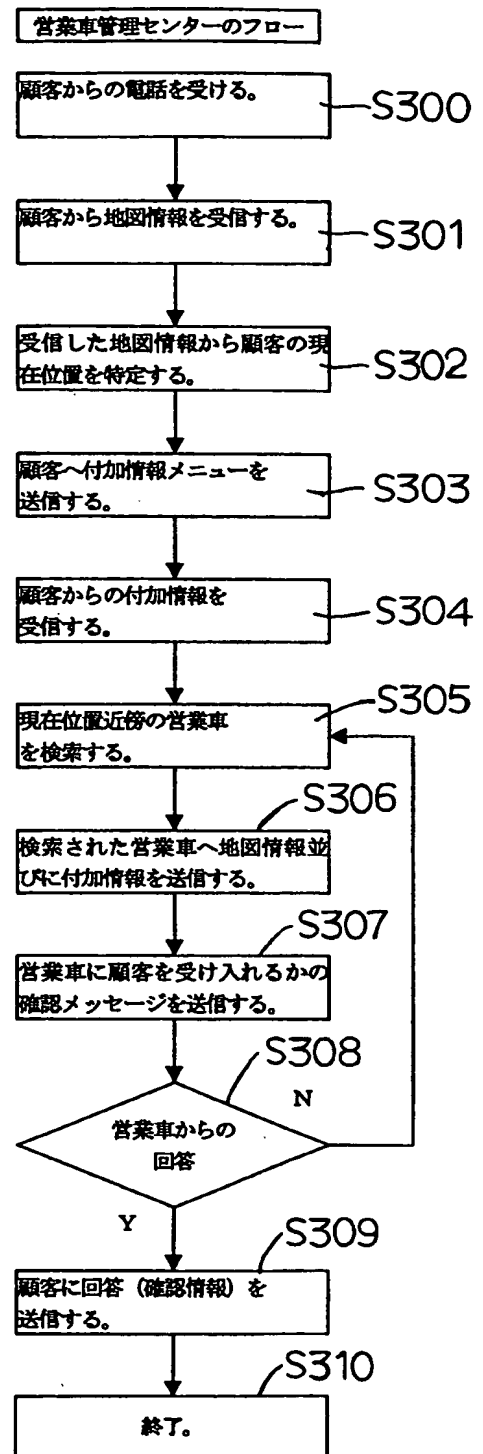 営業車管理センターのフロー
顧客からの電話を受ける。
S300
顧客から地図情報を受信する。
S301
受信した地図情報から顧客の現
在位置を特定する。
S302
顧客へ付加情報メニューを
送信する。
S303
顧客からの付加情報を
受信する。
S304
現在位置近傍の営業車
を検索する。
S305
S306
検索された営業車へ地図情報並
びに付加情報を送信する。
S307
営業車に顧客を受け入れるかの
確認メッセージを送信する。
S308
N
営業車からの
回答
Y
S309
顧客に回答（確認情報）を
送信する。
S310
終了。